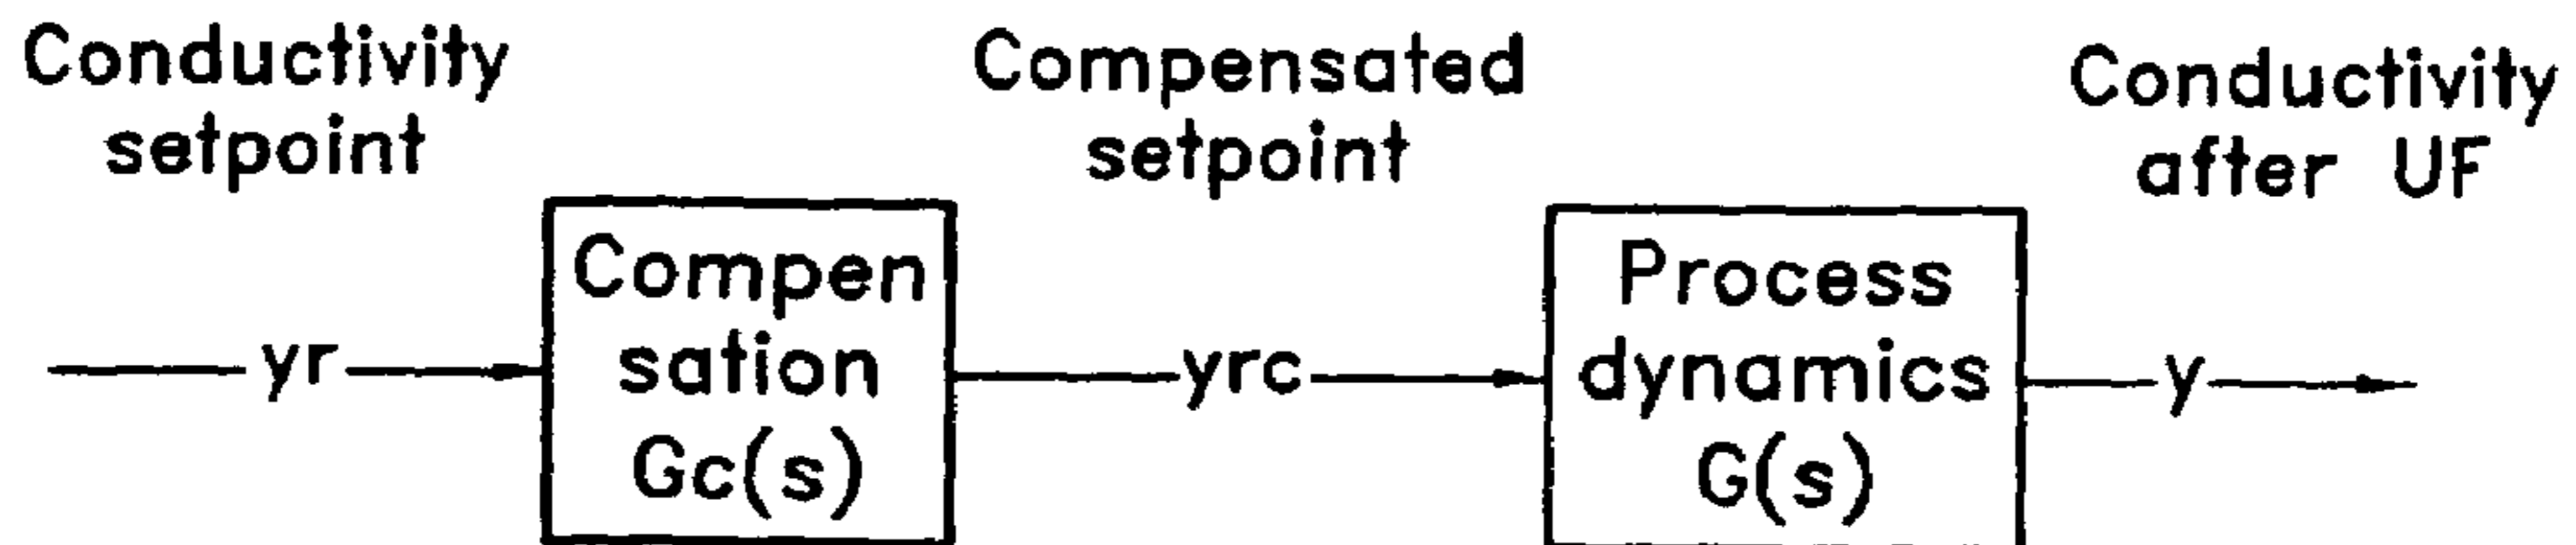 Conductivity
setpoint
Compensated
setpoint
Conductivity
after UF
yr
Compen
sation
Gc(s)
yrc
Process
dynamics
G(s)
y